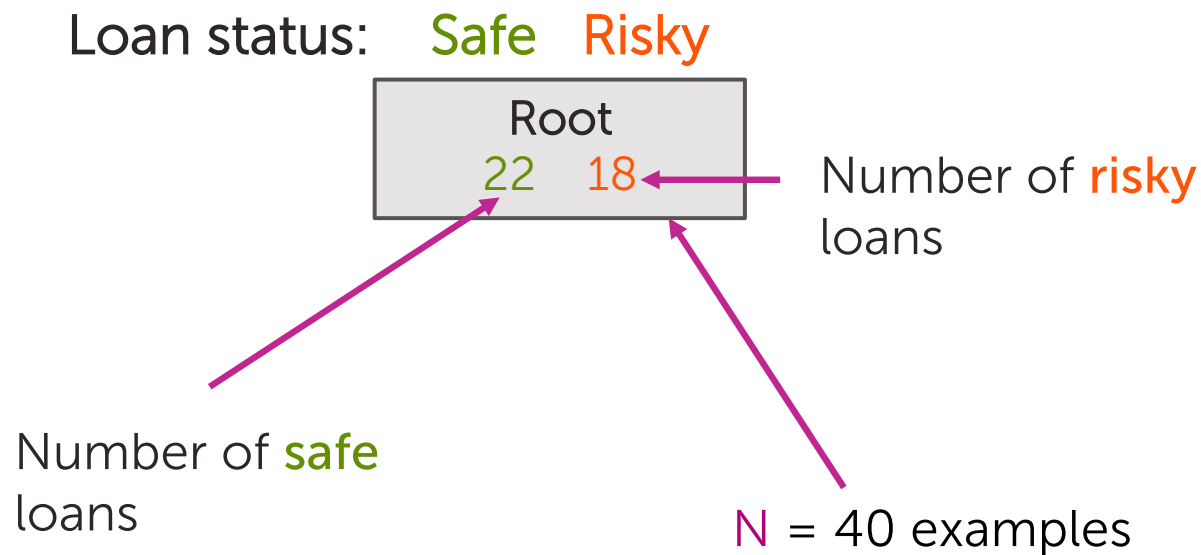 Loan status: Safe Risky
Root
22 18
Number of risky
loans
Number of safe
loans
N = 40 examples